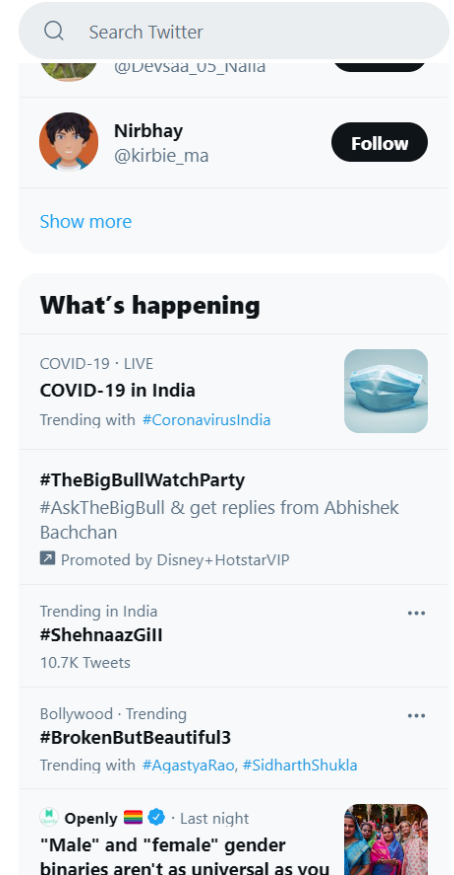 Search Twitter
@Devsaa_05_Naila
Nirbhay
@kirbie_ma
Follow
Show more
What's happening
COVID-19 · LIVE
COVID-19 in India
Trending with #CoronavirusIndia
#TheBigBullWatchParty
#AskTheBigBull & get replies from Abhishek
Bachchan
Promoted by Disney+HotstarVIP
Trending in India
#ShehnaazGill
10.7K Tweets
Bollywood · Trending
#BrokenButBeautiful3
Trending with #AgastyaRao, #SidharthShukla
Openly · Last night
"Male" and "female" gender
binaries aren't as universal as you